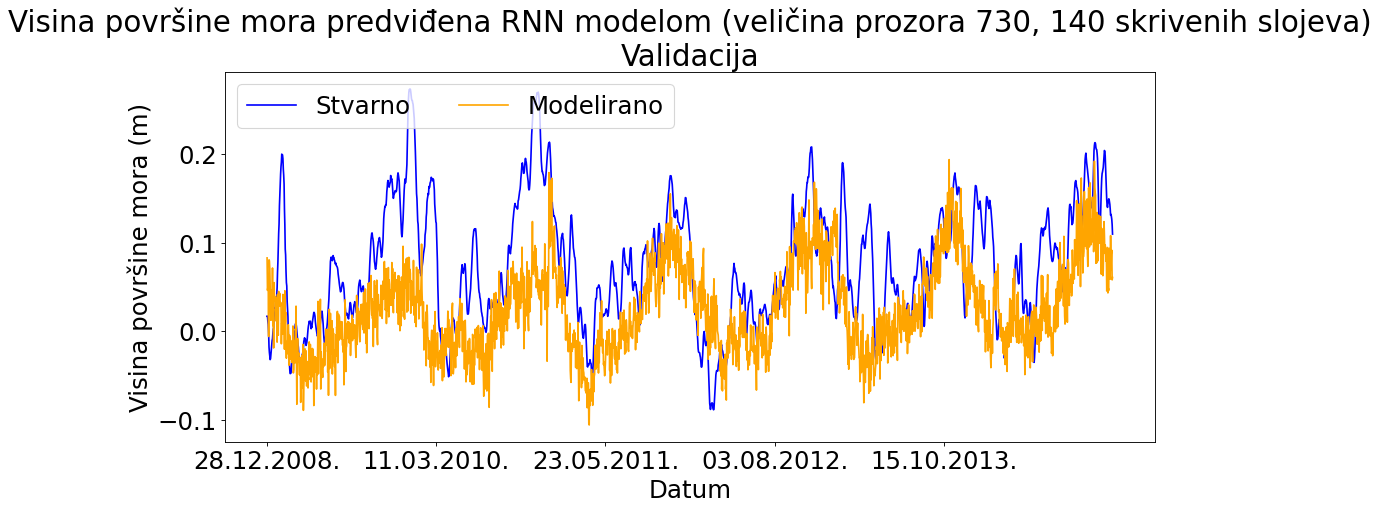 Visina površine mora predviđena RNN modelom (veličina prozora 730, 140 skrivenih slojeva)
Validacija
Stvarno
Modelirano
Visina površine mora (m)
0.2
0.1
0.0
−0.1
28.12.2008.
11.03.2010.
23.05.2011.
03.08.2012.
15.10.2013.
Datum